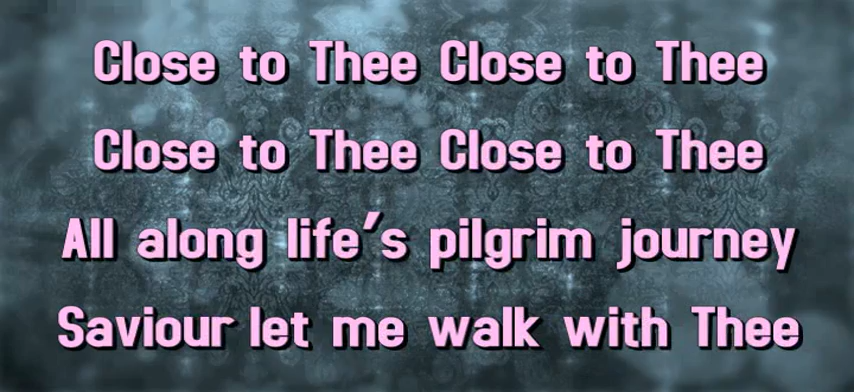 Close to Thee Close to Thee
Close to Thee Close to Thee
All along life's pilgrim journey
Saviour let me walk with Thee